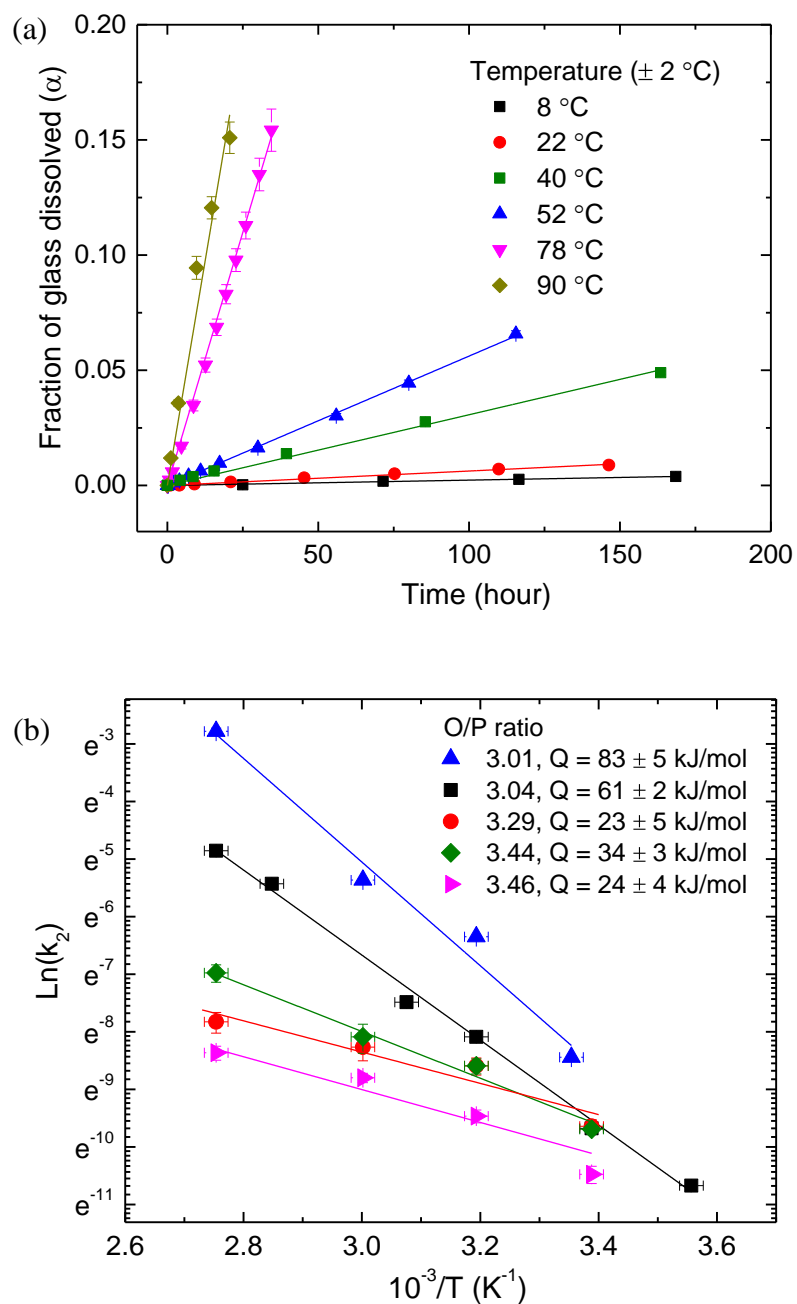 (a)
0.20
0.15
0.10
0.05
0.00
Fraction of glass dissolved (α)
Temperature (± 2 °C)
8 °C
22 °C
40 °C
52 °C
78 °C
90 °C
0 50 100 150 200
Time (hour)
(b)
e⁻³
e⁻⁴
e⁻⁵
e⁻⁶
e⁻⁷
e⁻⁸
e⁻⁹
e⁻¹⁰
e⁻¹¹
Ln(k₂)
O/P ratio
3.01, Q = 83 ± 5 kJ/mol
3.04, Q = 61 ± 2 kJ/mol
3.29, Q = 23 ± 5 kJ/mol
3.44, Q = 34 ± 3 kJ/mol
3.46, Q = 24 ± 4 kJ/mol
2.6 2.8 3.0 3.2 3.4 3.6
10⁻³/T (K⁻¹)